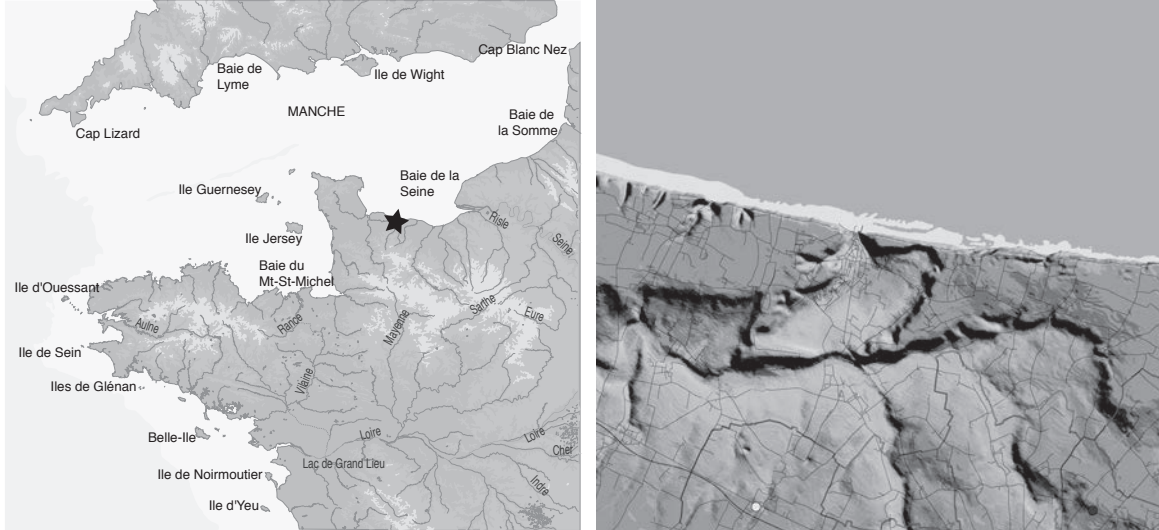 Cap Blanc Nez
Baie de
Lyme
Ile de Wight
MANCHE
Baie de
la Somme
Cap Lizard
Baie de la
Seine
Ile Guernesey
Risle
Seine
Ile Jersey
Baie du
Mt-St-Michel
Ile d'Ouessant
Aulne
Rance
Mayenne
Sarthe
Eure
Ile de Sein
Iles de Glénan
Vilaine
Belle-Ile
Loire
Loire
Cher
Lac de Grand Lieu
Ile de Noirmoutier
Indre
Ile d'Yeu